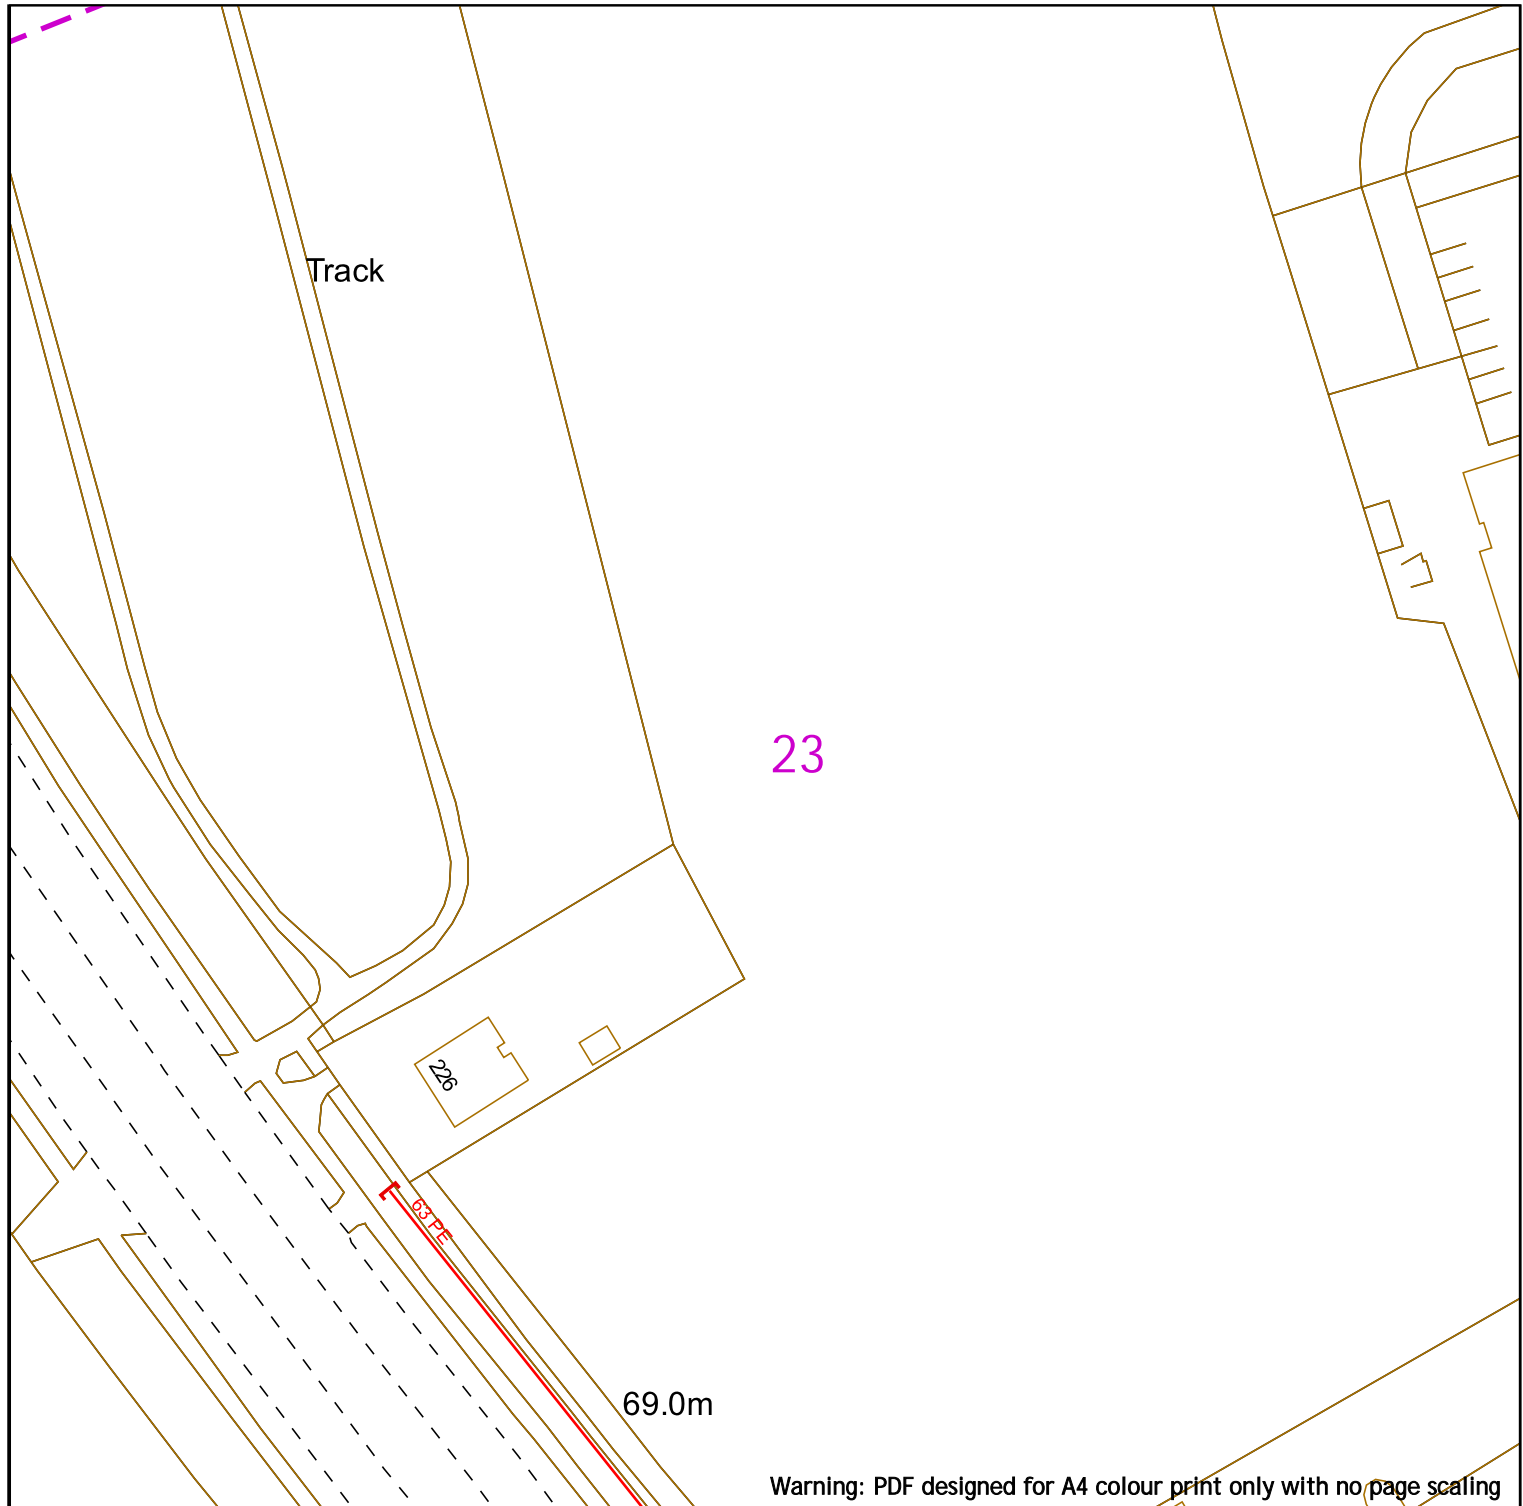 Track
23
226
63 PE
69.0m
Warning: PDF designed for A4 colour print only with no page scaling